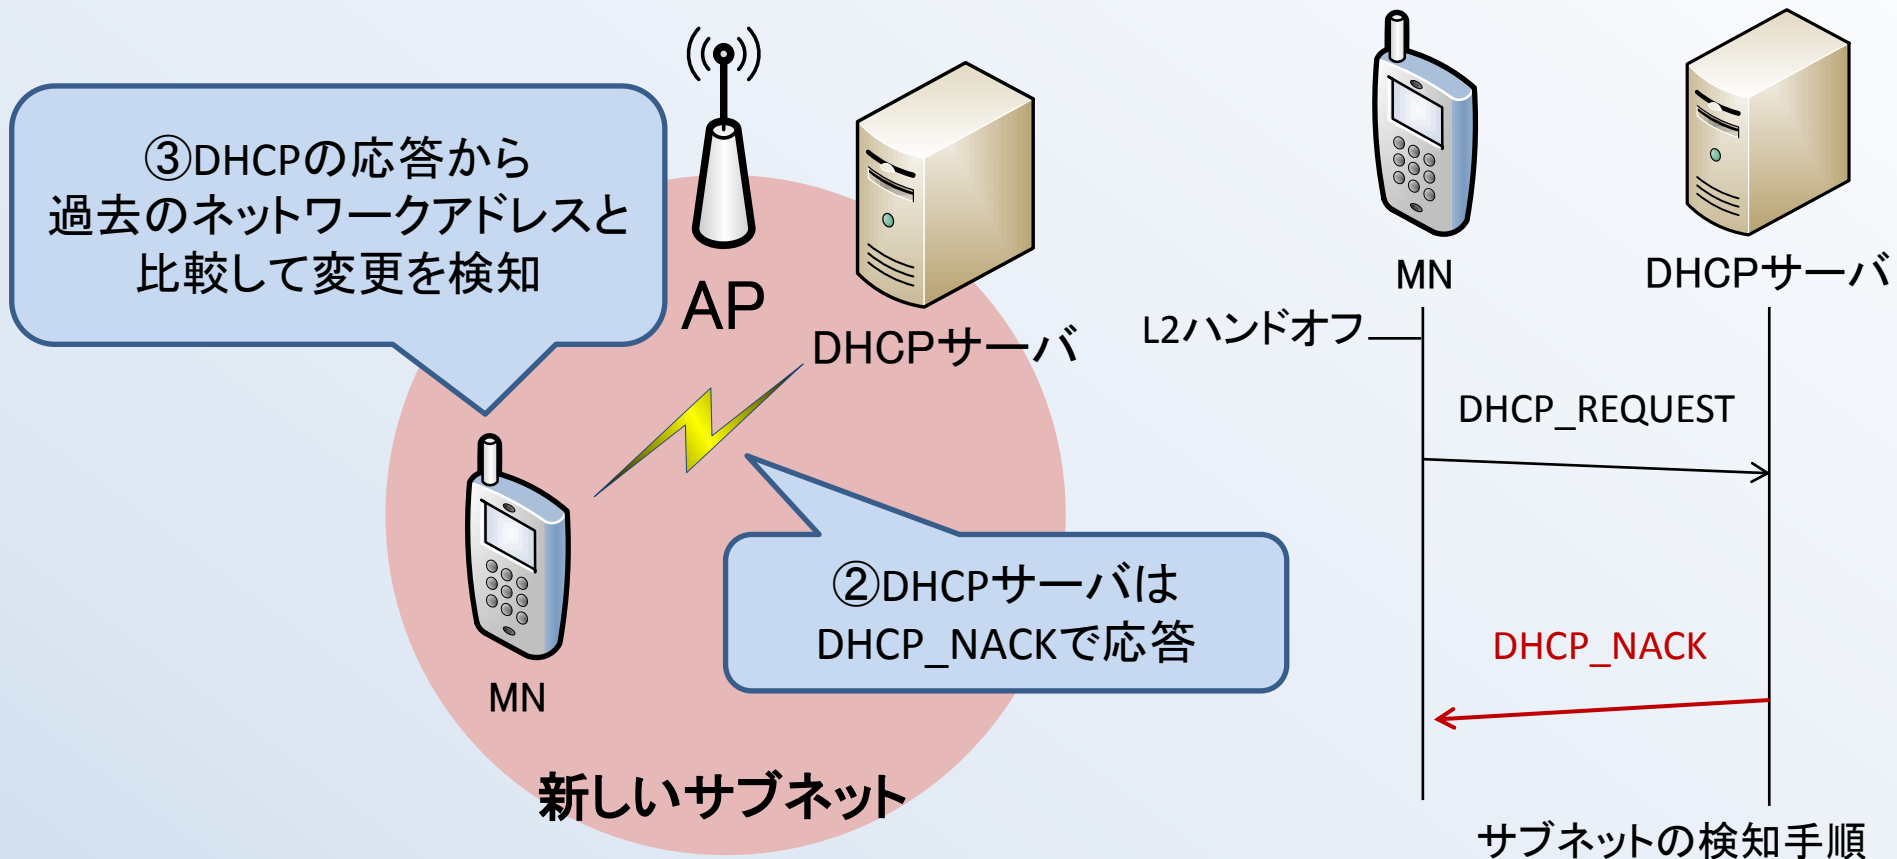 ③DHCPの応答から
過去のネットワークアドレスと
比較して変更を検知
AP
DHCPサーバ
MN
②DHCPサーバは
DHCP_NACKで応答
新しいサブネット
MN
DHCPサーバ
L2ハンドオフ
DHCP_REQUEST
DHCP_NACK
サブネットの検知手順